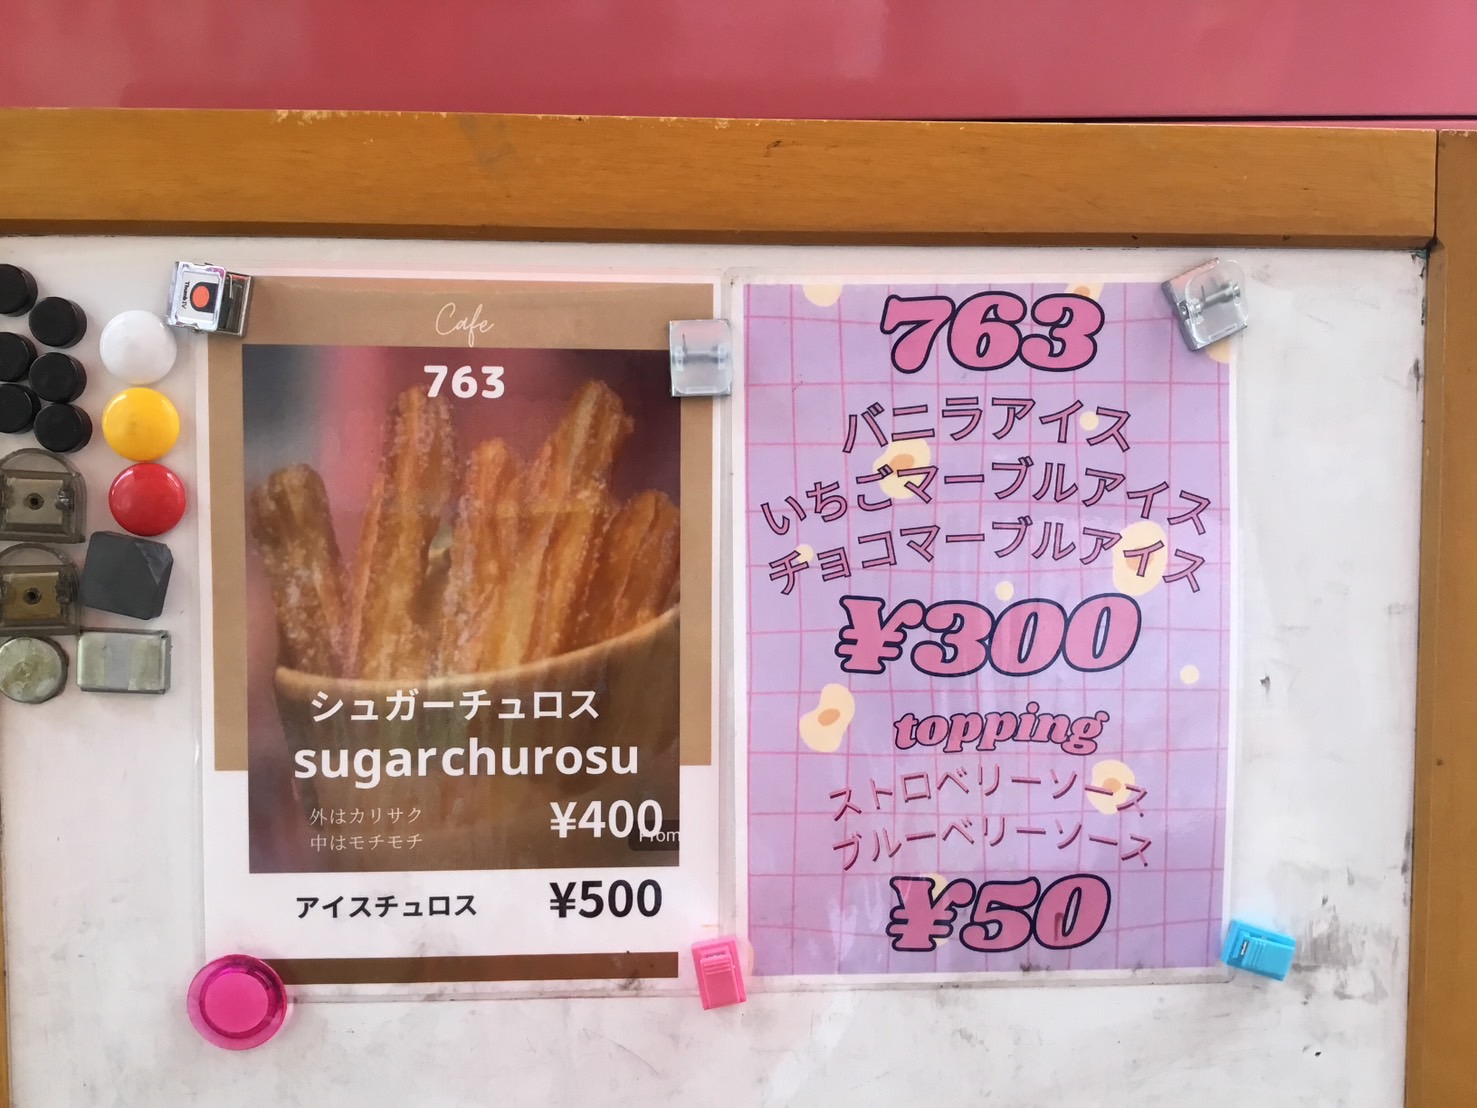 Cafe
763
シュガーチュロス
sugarchurosu
外はカリサク
中はモチモチ
¥400
アイスチュロス
¥500
763
バニラアイス
いちごマーブルアイス
チョコマーブルアイス
¥300
topping
ストロベリーソース
ブルーベリーソース
¥50